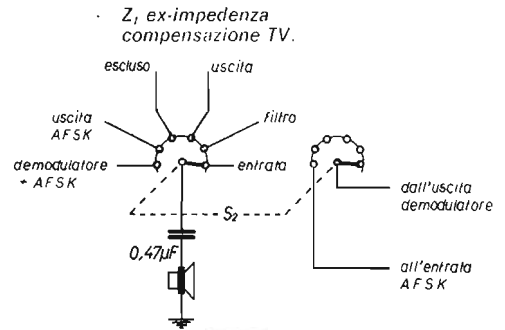 Z₁ ex-impedenza
compensazione TV.
escluso
uscita
uscita
AFSK
filtro
demodulatore
+ AFSK
entrata
S₂
dall'uscita
demodulatore
0,47µF
all'entrata
AFSK